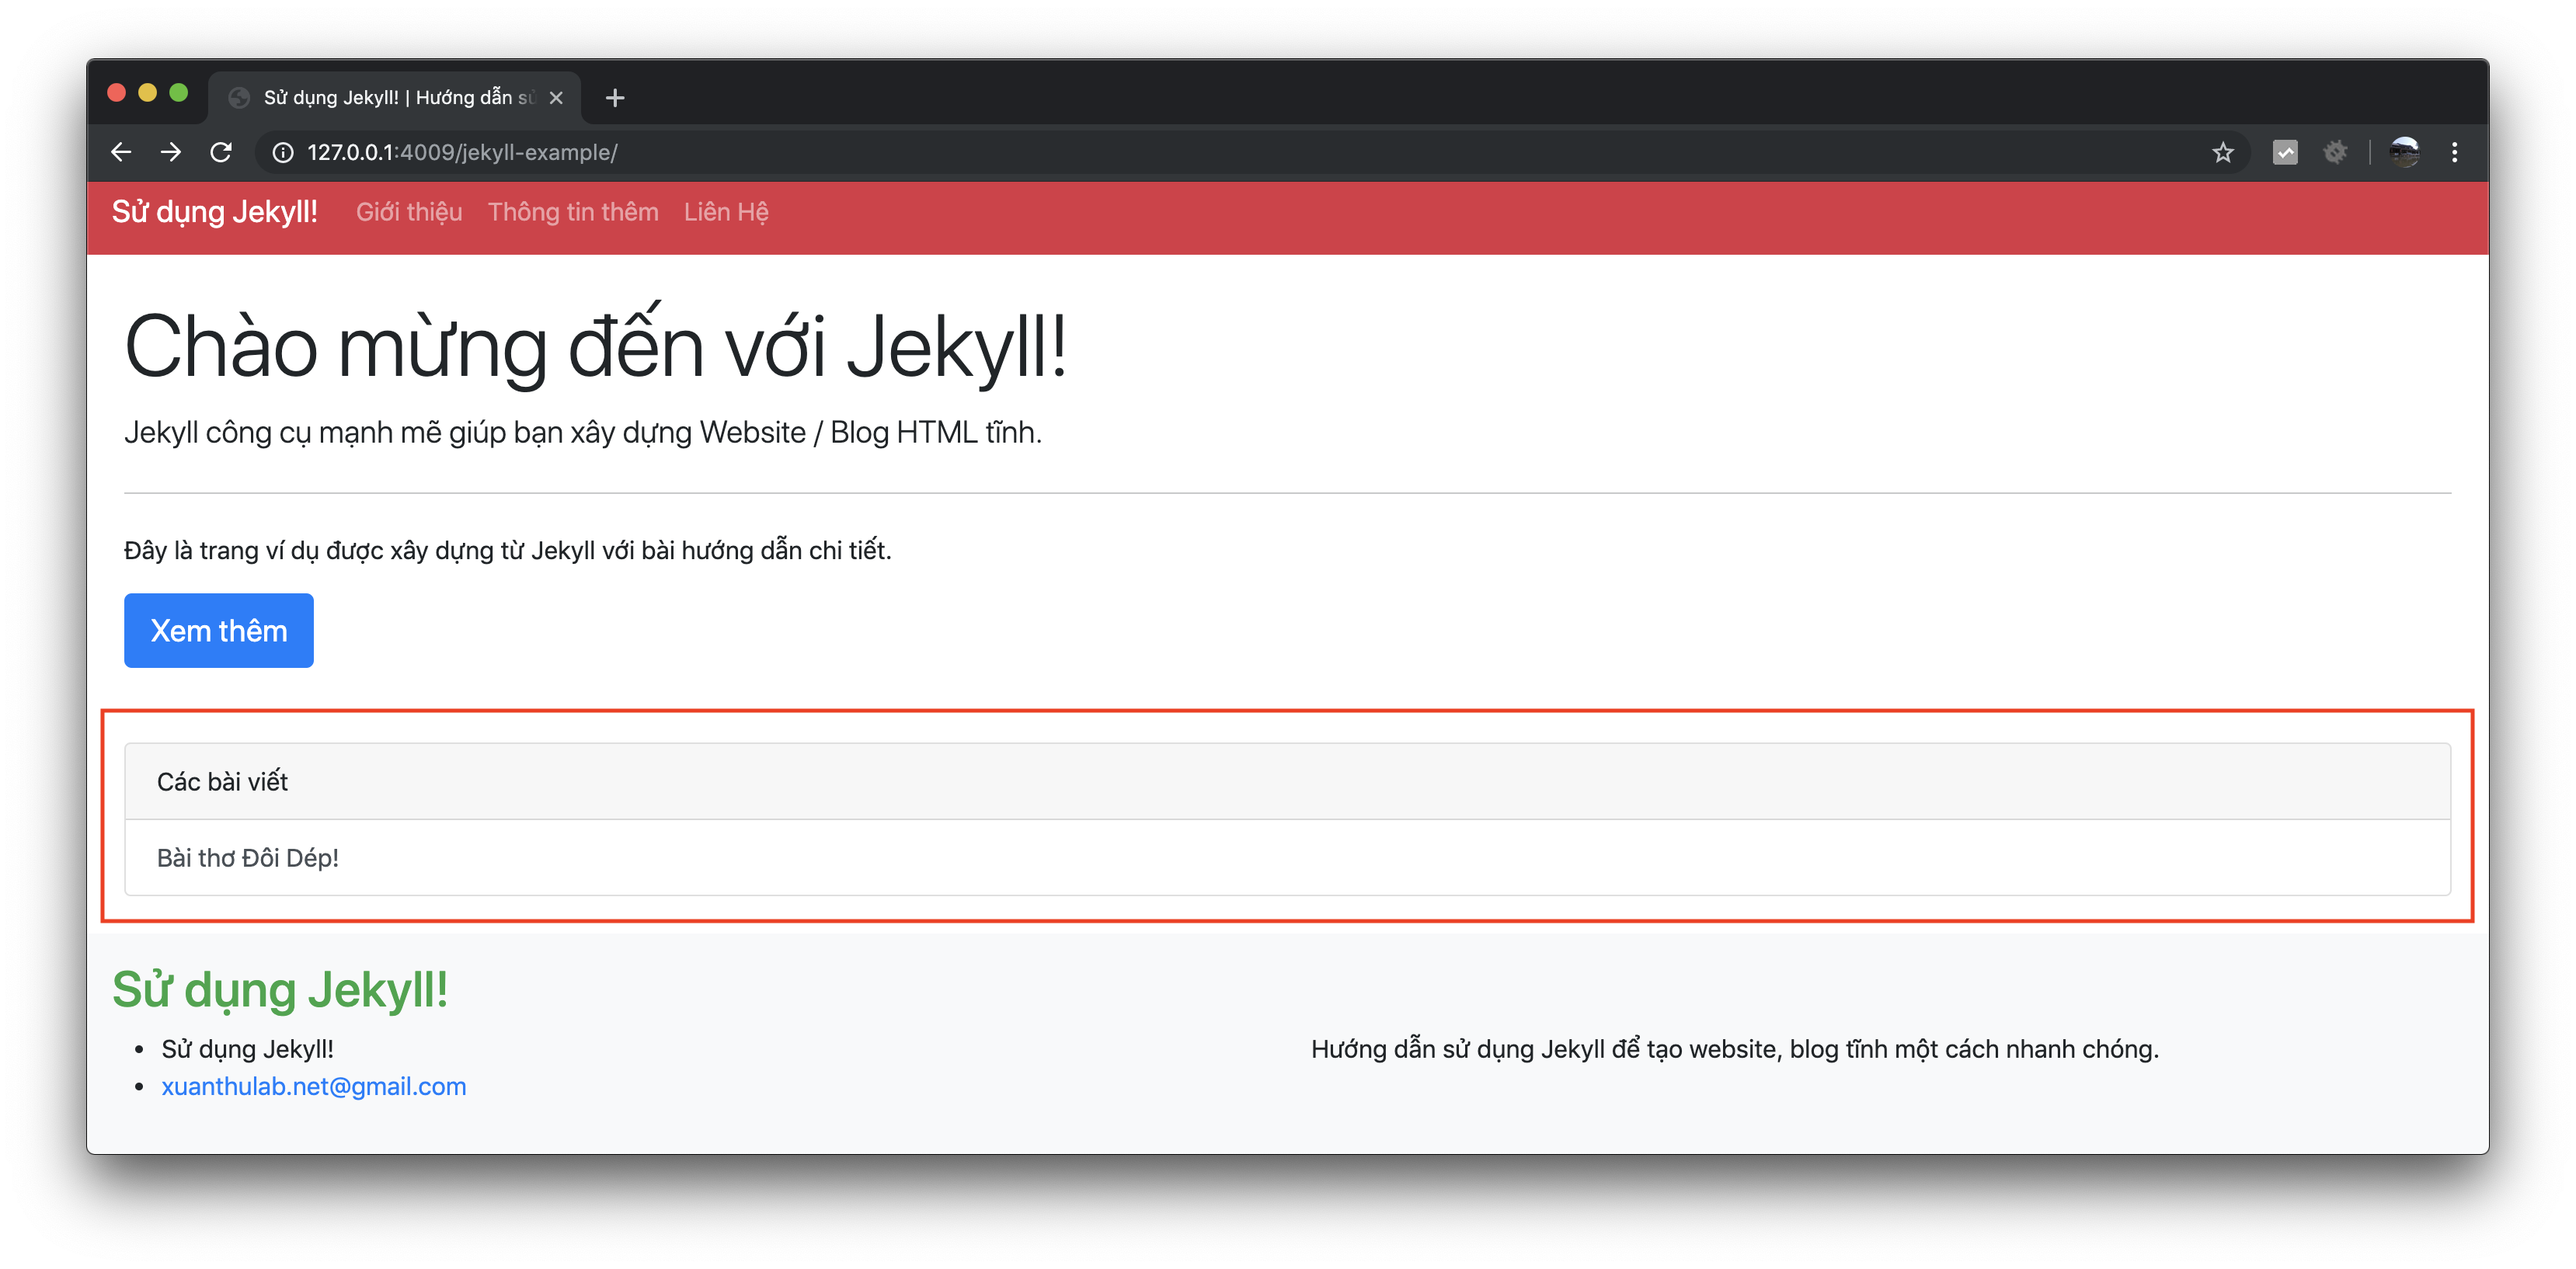 Sử dụng Jekyll! | Hướng dẫn sử
127.0.0.1:4009/jekyll-example/
Sử dụng Jekyll! Giới thiệu Thông tin thêm Liên Hệ
Chào mừng đến với Jekyll!
Jekyll công cụ mạnh mẽ giúp bạn xây dựng Website / Blog HTML tĩnh.
Đây là trang ví dụ được xây dựng từ Jekyll với bài hướng dẫn chi tiết.
Xem thêm
Các bài viết
Bài thơ Đôi Dép!
Sử dụng Jekyll!
Sử dụng Jekyll!
xuanthulab.net@gmail.com
Hướng dẫn sử dụng Jekyll để tạo website, blog tĩnh một cách nhanh chóng.